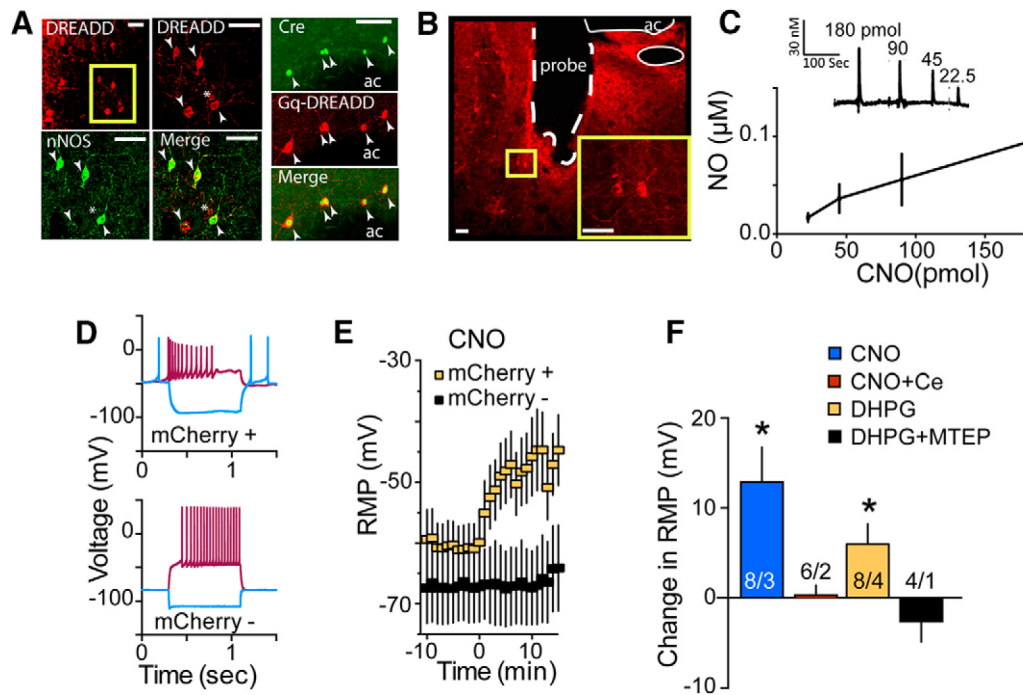 A
DREADD
DREADD
Cre
ac
Gq-DREADD
nNOS
Merge
Merge
ac
*
*
*
B
ac
probe
C
30 nM
100 Sec
180 pmol
90
45
22.5
NO (µM)
0.1
0.0
0
50
100
150
CNO(pmol)
D
Voltage (mV)
0
-100
mCherry +
0
1
0
-100
mCherry -
0
1
Time (sec)
E
CNO
mCherry +
mCherry -
RMP (mV)
-30
-50
-70
-10
0
10
Time (min)
F
CNO
CNO+Ce
DHPG
DHPG+MTEP
Change in RMP (mV)
20
10
0
-10
*
*
8/3
6/2
8/4
4/1